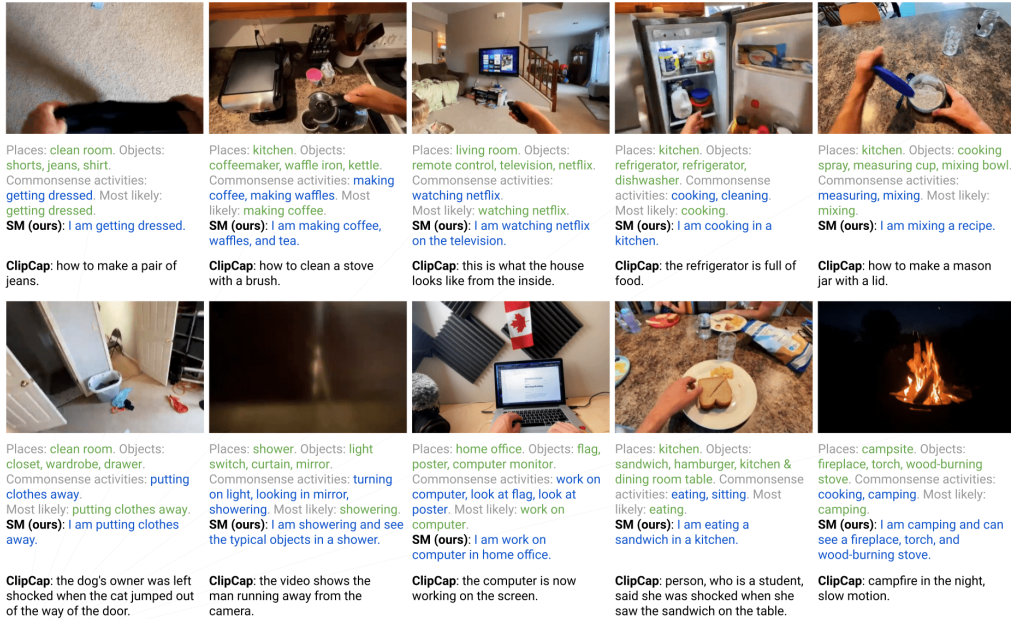 Places: clean room. Objects:
shorts, jeans, shirt.
Commonsense activities:
getting dressed. Most likely:
getting dressed.
SM (ours): I am getting dressed.
ClipCap: how to make a pair of
jeans.
Places: kitchen. Objects:
coffeemaker, waffle iron, kettle.
Commonsense activities: making
coffee, making waffles. Most
likely: making coffee.
SM (ours): I am making coffee,
waffles, and tea.
ClipCap: how to clean a stove
with a brush.
Places: living room. Objects:
remote control, television, netflix.
Commonsense activities:
watching netflix.
Most likely: watching netflix.
SM (ours): I am watching netflix
on the television.
ClipCap: this is what the house
looks like from the inside.
Places: kitchen. Objects:
refrigerator, refrigerator,
dishwasher. Commonsense
activities: cooking, cleaning.
Most likely: cooking.
SM (ours): I am cooking in a
kitchen.
ClipCap: the refrigerator is full of
food.
Places: kitchen. Objects: cooking
spray, measuring cup, mixing bowl.
Commonsense activities:
measuring, mixing. Most likely:
mixing.
SM (ours): I am mixing a recipe.
ClipCap: how to make a mason
jar with a lid.
Places: clean room. Objects:
closet, wardrobe, drawer.
Commonsense activities: putting
clothes away.
Most likely: putting clothes away.
SM (ours): I am putting clothes
away.
ClipCap: the dog's owner was left
shocked when the cat jumped out
of the way of the door.
Places: shower. Objects: light
switch, curtain, mirror.
Commonsense activities: turning
on light, looking in mirror,
showering. Most likely: showering.
SM (ours): I am showering and see
the typical objects in a shower.
ClipCap: the video shows the
man running away from the
camera.
Places: home office. Objects: flag,
poster, computer monitor.
Commonsense activities: work on
computer, look at flag, look at
poster. Most likely: work on
computer.
SM (ours): I am work on
computer in home office.
ClipCap: the computer is now
working on the screen.
Places: kitchen. Objects:
sandwich, hamburger, kitchen &
dining room table. Commonsense
activities: eating, sitting. Most
likely: eating.
SM (ours): I am eating a
sandwich in a kitchen.
ClipCap: person, who is a student,
said she was shocked when she
saw the sandwich on the table.
Places: campsite. Objects:
fireplace, torch, wood-burning
stove. Commonsense activities:
cooking, camping. Most likely:
camping.
SM (ours): I am camping and can
see a fireplace, torch, and
wood-burning stove.
ClipCap: campfire in the night,
slow motion.